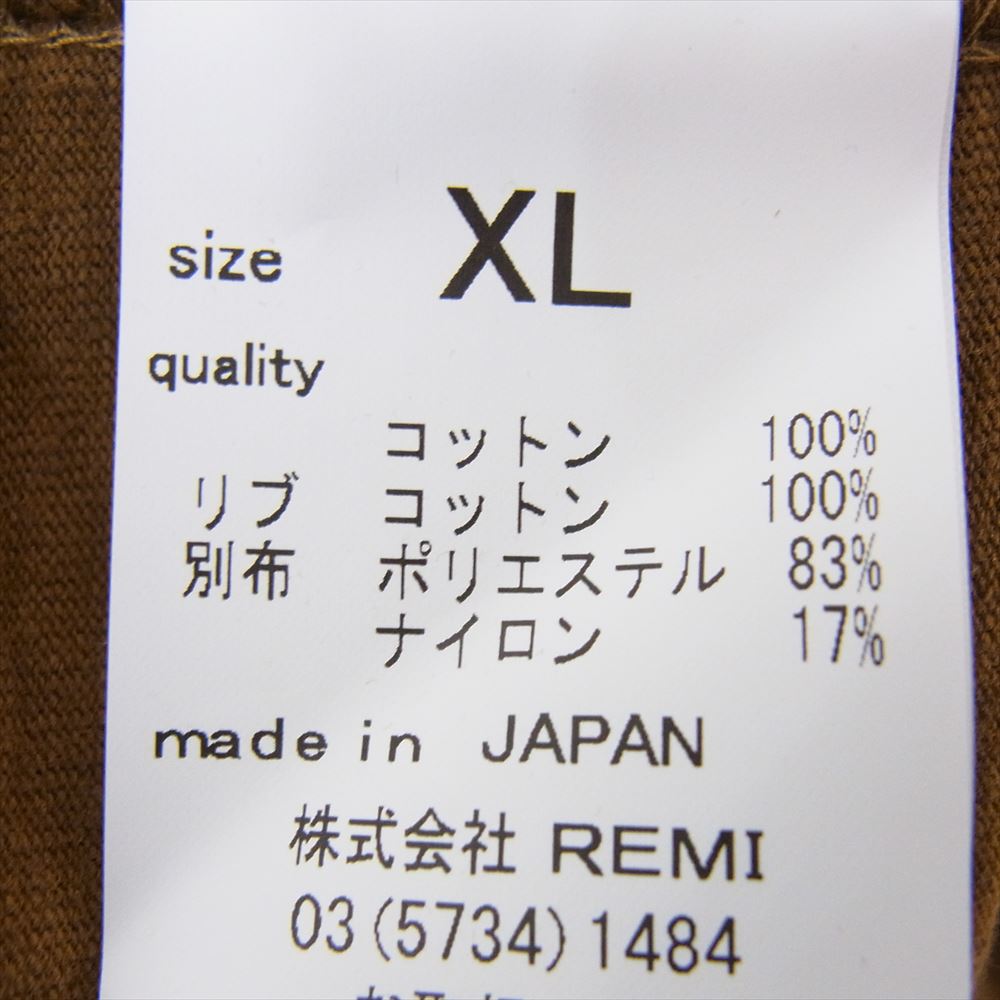 size XL
quality
コットン 100%
リブ コットン 100%
別布 ポリエステル 83%
ナイロン 17%
made in JAPAN
株式会社 REMI
03(5734)1484